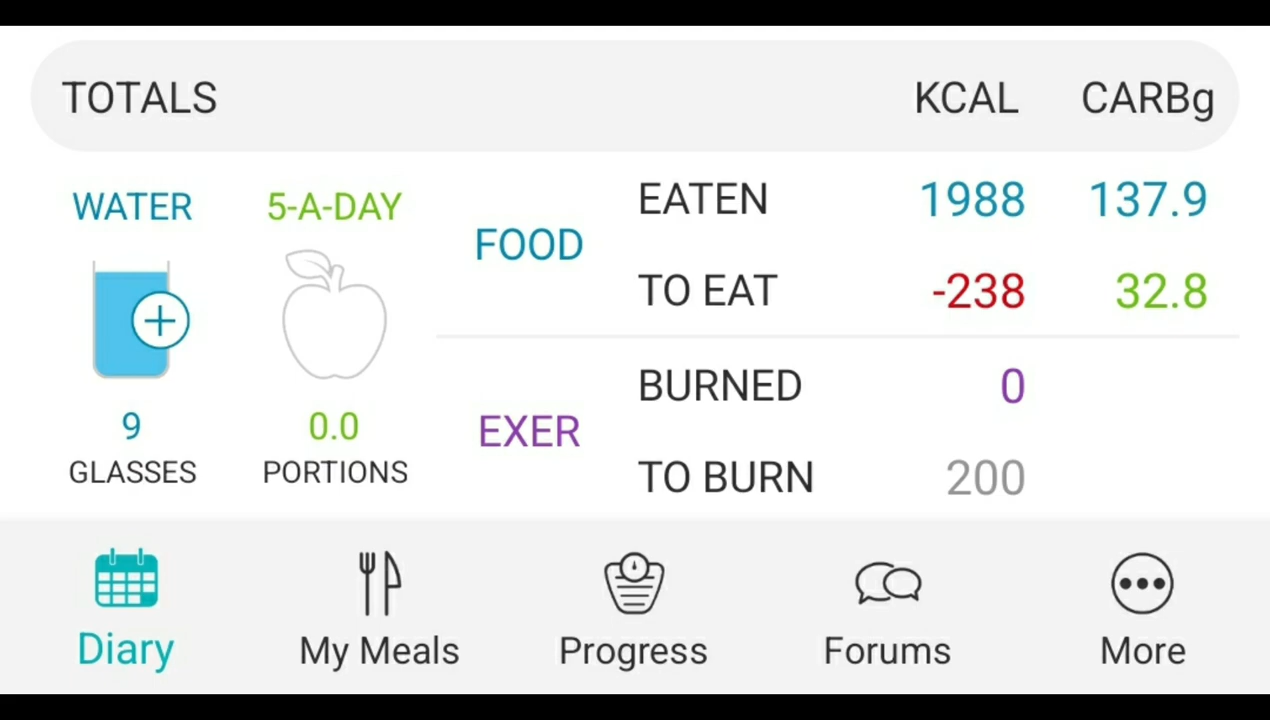 TOTALS KCAL CARBg
WATER 5-A-DAY
FOOD
EATEN 1988 137.9
TO EAT -238 32.8
9 0.0
GLASSES PORTIONS
EXER
BURNED 0
TO BURN 200
Diary My Meals Progress Forums More